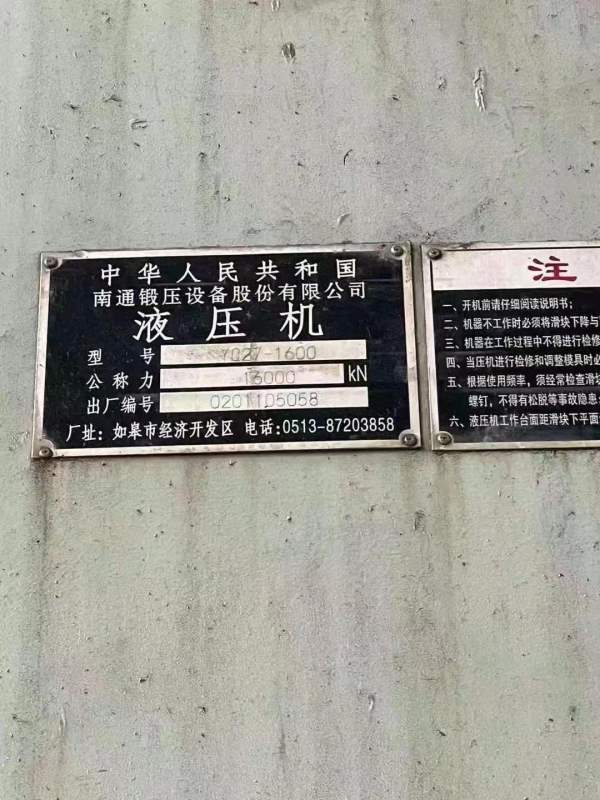 中华人民共和国
南通锻压设备股份有限公司
液压机
型 号 YQ27-1600
公称力 16000 kN
出厂编号 0201105058
厂址：如皋市经济开发区 电话：0513-87203858
注
一、开机前请仔细阅读说明书；
二、机器不工作时必须将滑块下降与
三、机器在工作过程中不得进行检修
四、当压机进行检修和调整模具时必
五、根据使用频率，须经常检查滑块
螺钉，不得有松脱等事故隐患
六、液压机工作台面距滑块下平面